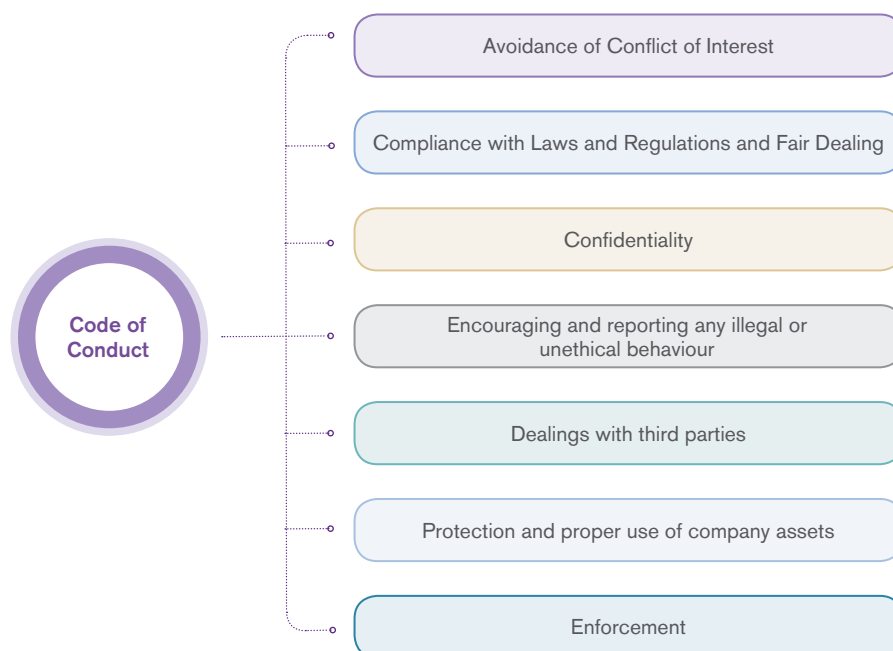 Avoidance of Conflict of Interest
Compliance with Laws and Regulations and Fair Dealing
Confidentiality
Code of
Conduct
Encouraging and reporting any illegal or
unethical behaviour
Dealings with third parties
Protection and proper use of company assets
Enforcement